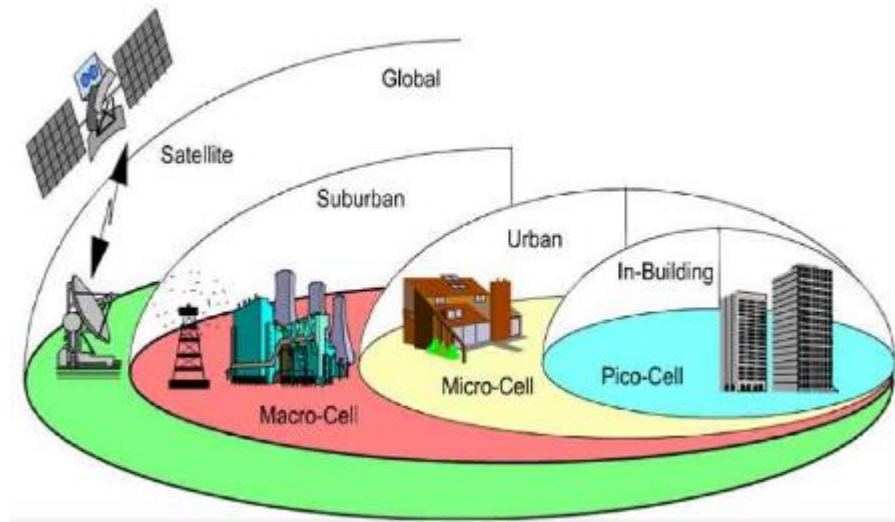 Global
Satellite
Suburban
Urban
In-Building
Pico-Cell
Micro-Cell
Macro-Cell